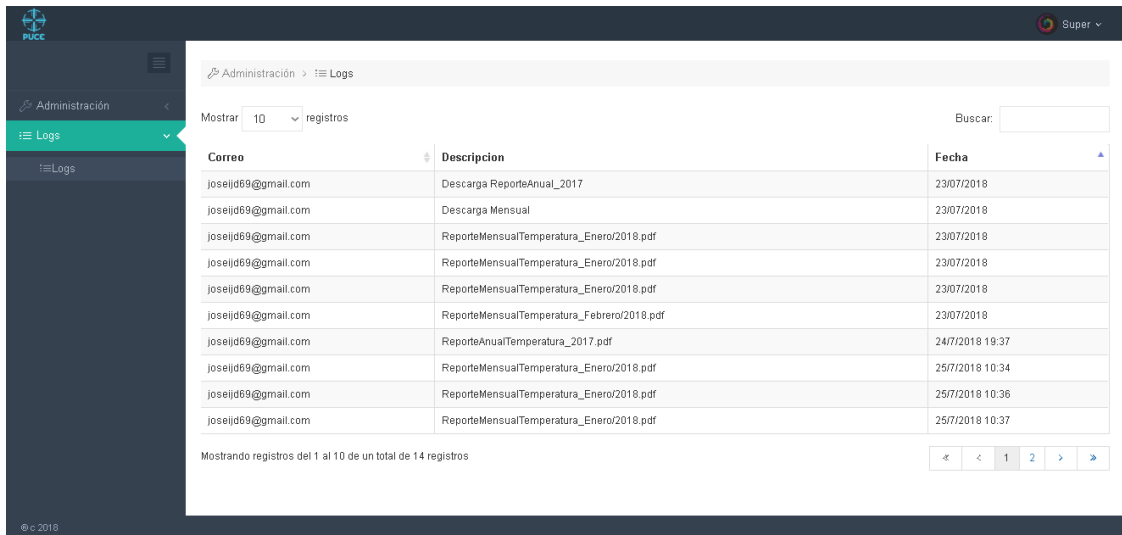 PUCE
Super
Administración > Logs
Administración
Mostrar 10 registros Buscar:
Logs
Logs
Correo Descripcion Fecha
joseijd69@gmail.com Descarga ReporteAnual_2017 23/07/2018
joseijd69@gmail.com Descarga Mensual 23/07/2018
joseijd69@gmail.com ReporteMensualTemperatura_Enero/2018.pdf 23/07/2018
joseijd69@gmail.com ReporteMensualTemperatura_Enero/2018.pdf 23/07/2018
joseijd69@gmail.com ReporteMensualTemperatura_Enero/2018.pdf 23/07/2018
joseijd69@gmail.com ReporteMensualTemperatura_Febrero/2018.pdf 23/07/2018
joseijd69@gmail.com ReporteAnualTemperatura_2017.pdf 24/7/2018 19:37
joseijd69@gmail.com ReporteMensualTemperatura_Enero/2018.pdf 25/7/2018 10:34
joseijd69@gmail.com ReporteMensualTemperatura_Enero/2018.pdf 25/7/2018 10:36
joseijd69@gmail.com ReporteMensualTemperatura_Enero/2018.pdf 25/7/2018 10:37
Mostrando registros del 1 al 10 de un total de 14 registros « < 1 2 > »
® c 2018